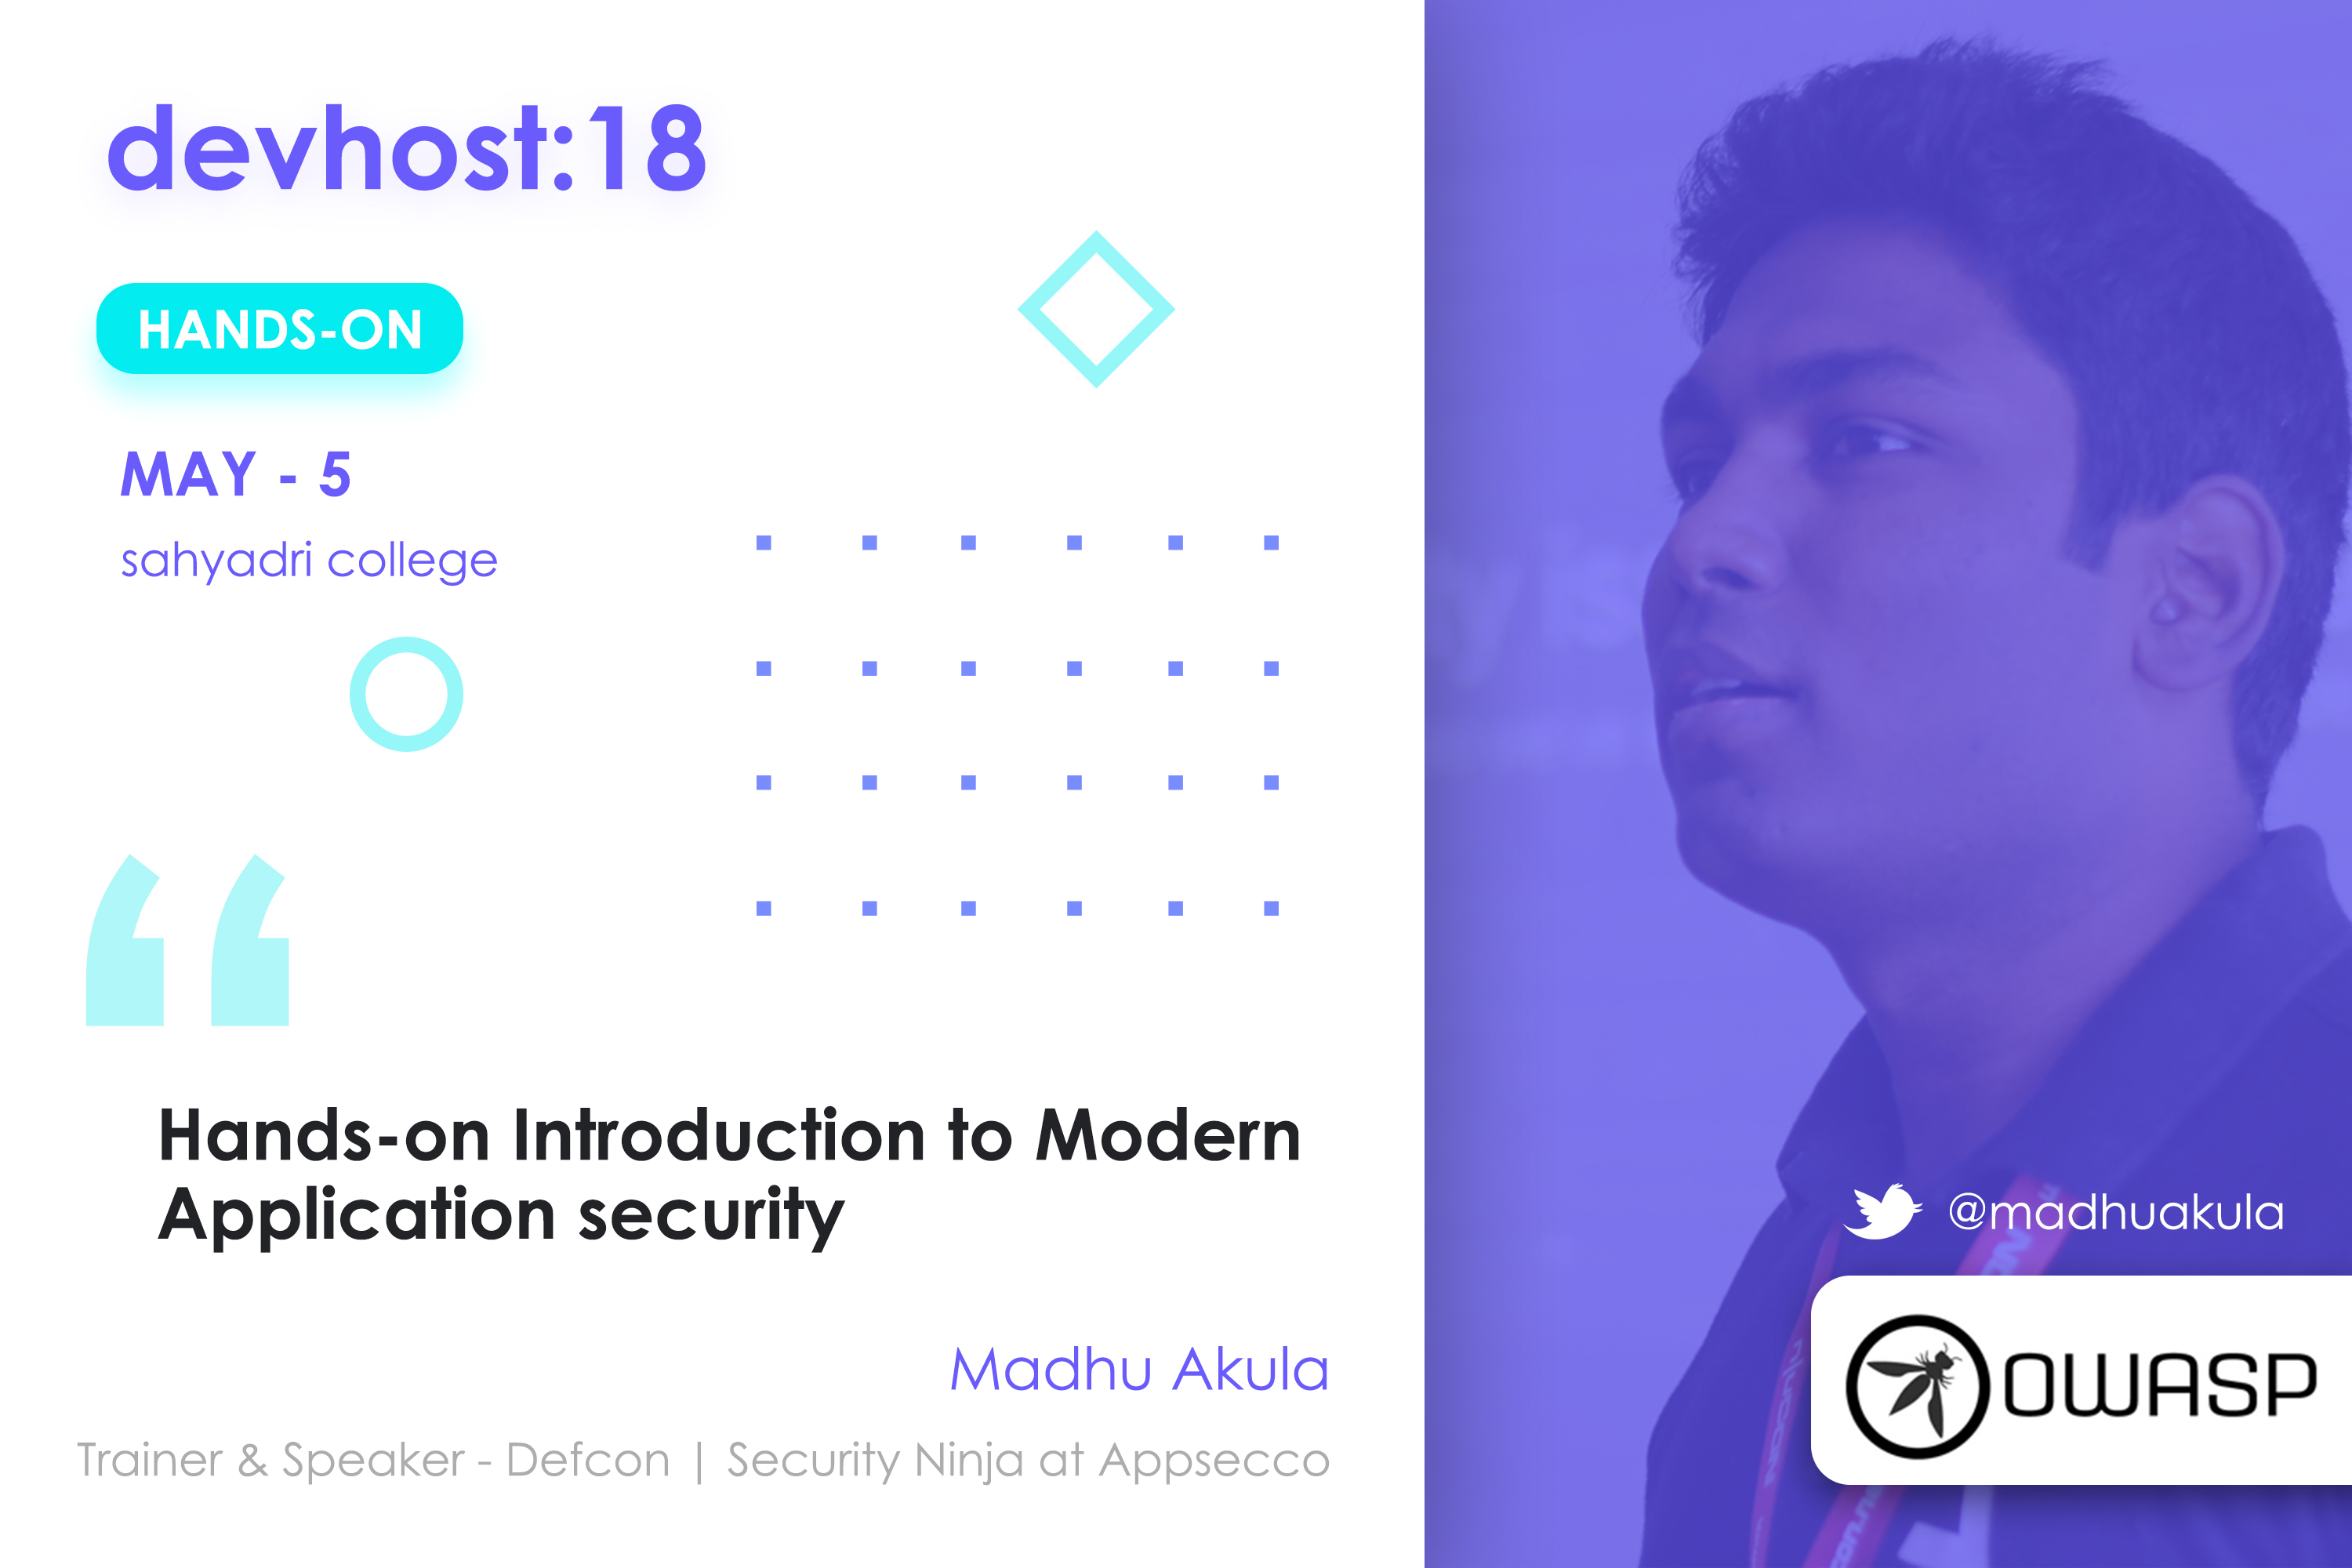 devhost:18
HANDS-ON
MAY - 5
sahyadri college
“
Hands-on Introduction to Modern
Application security
Madhu Akula
Trainer & Speaker - Defcon | Security Ninja at Appsecco
@madhuakula
OWASP